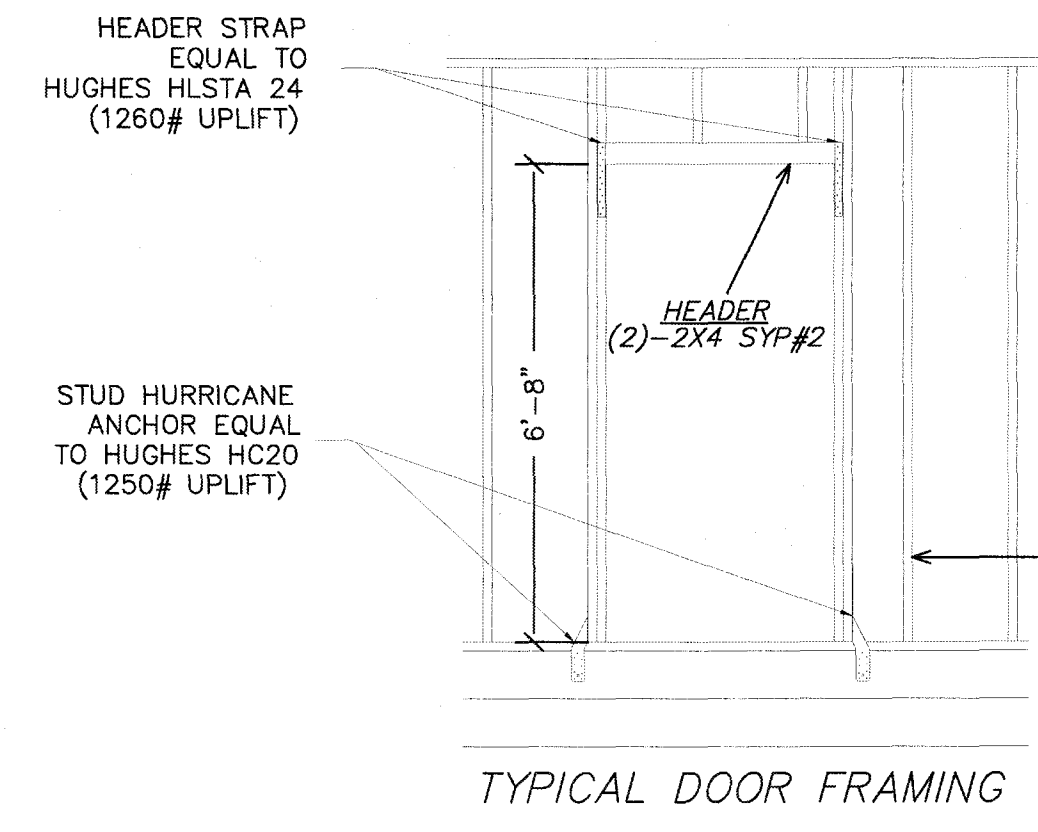 HEADER STRAP
EQUAL TO
HUGHES HLSTA 24
(1260# UPLIFT)
HEADER
(2)-2X4 SYP#2
6'-8"
STUD HURRICANE
ANCHOR EQUAL
TO HUGHES HC20
(1250# UPLIFT)
TYPICAL DOOR FRAMING